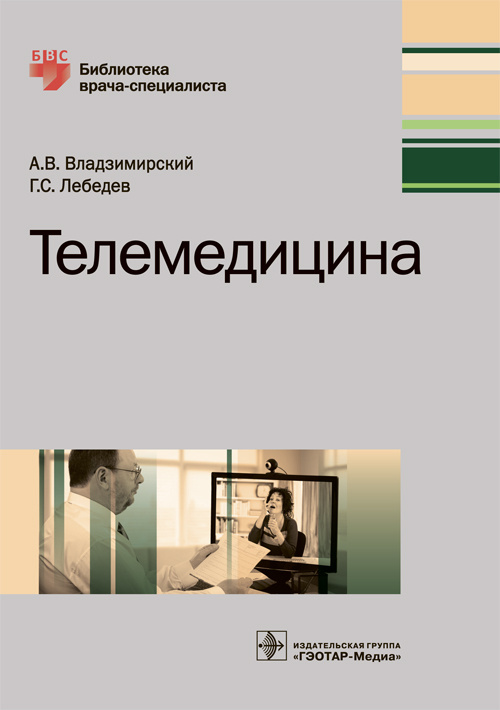 БВС
Библиотека
врача-специалиста
А.В. Владзимирский
Г.С. Лебедев
Телемедицина
ИЗДАТЕЛЬСКАЯ ГРУППА
«ГЭОТАР-Медиа»